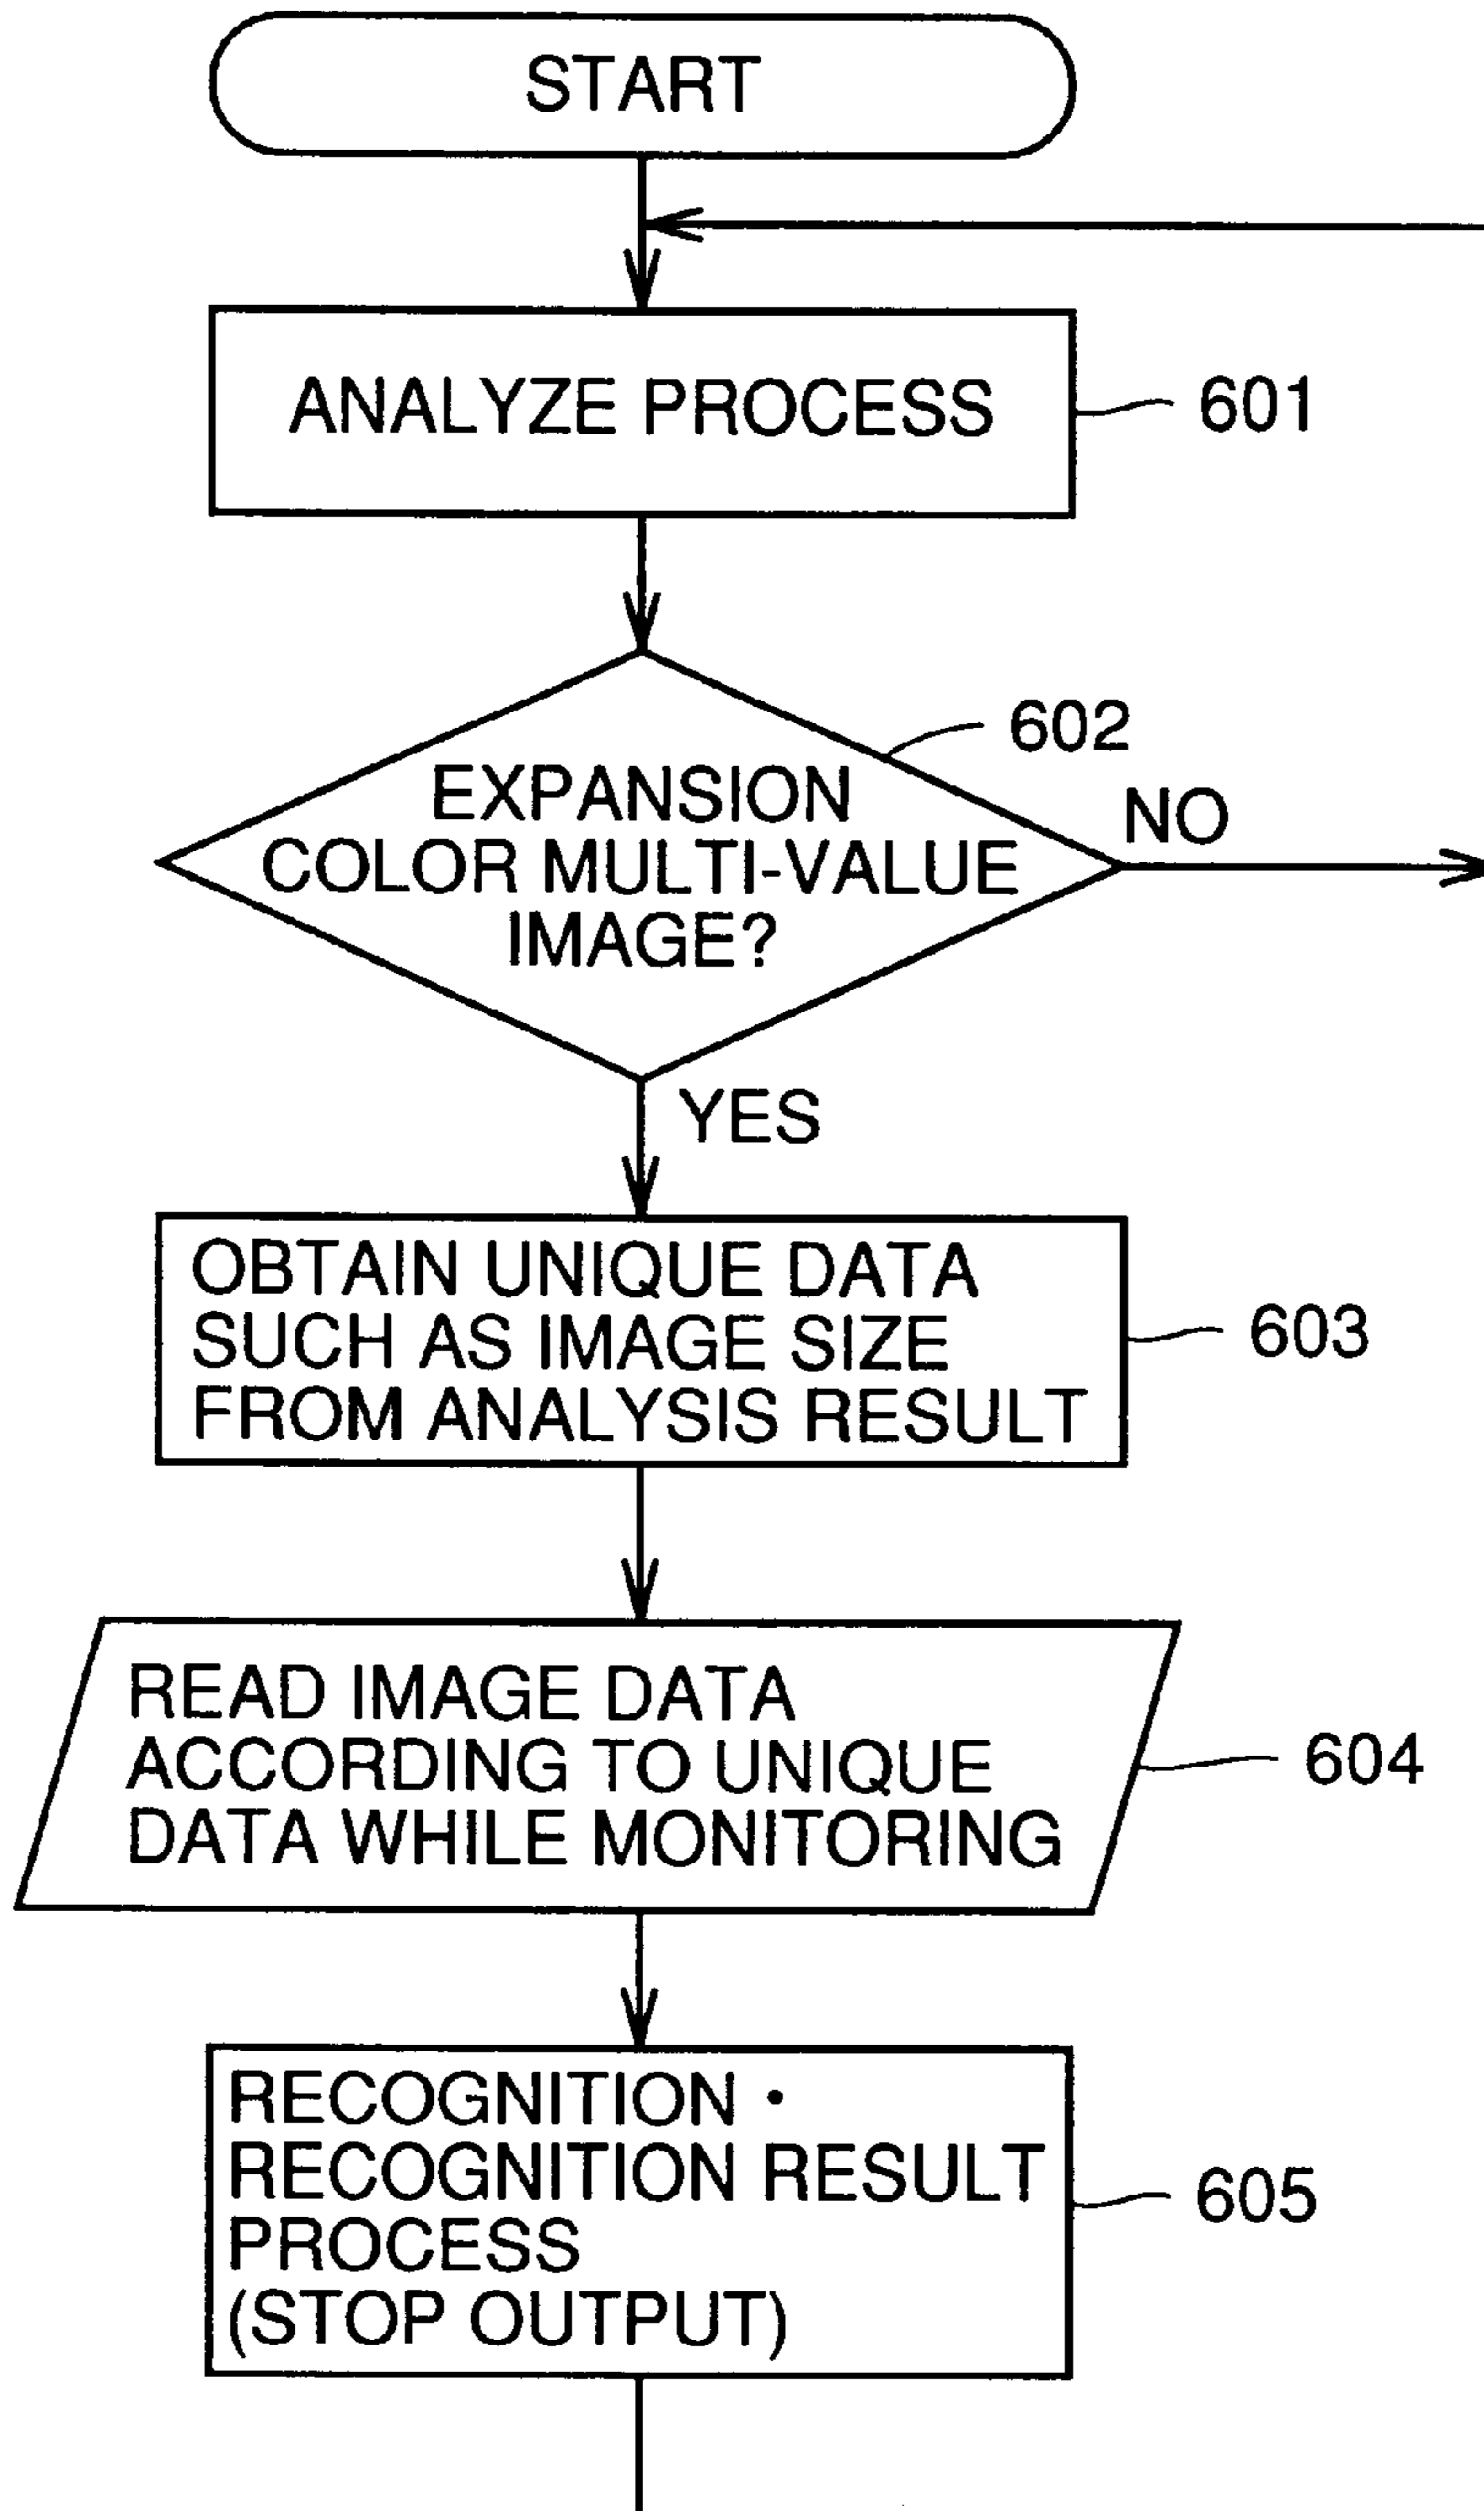 START
ANALYZE PROCESS
601
602
EXPANSION
COLOR MULTI-VALUE
IMAGE?
NO
YES
OBTAIN UNIQUE DATA
SUCH AS IMAGE SIZE
FROM ANALYSIS RESULT
603
READ IMAGE DATA
ACCORDING TO UNIQUE
DATA WHILE MONITORING
604
RECOGNITION •
RECOGNITION RESULT
PROCESS
(STOP OUTPUT)
605